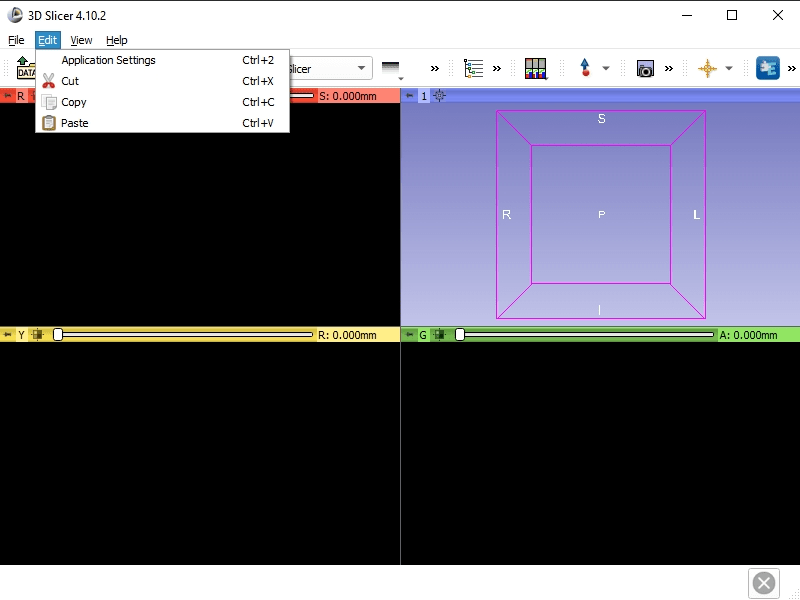 3D Slicer 4.10.2
File Edit View Help
Application Settings Ctrl+2
Cut Ctrl+X
Copy Ctrl+C
Paste Ctrl+V
DATA
R S: 0.000mm
1
S
R P L
I
Y R: 0.000mm
G A: 0.000mm